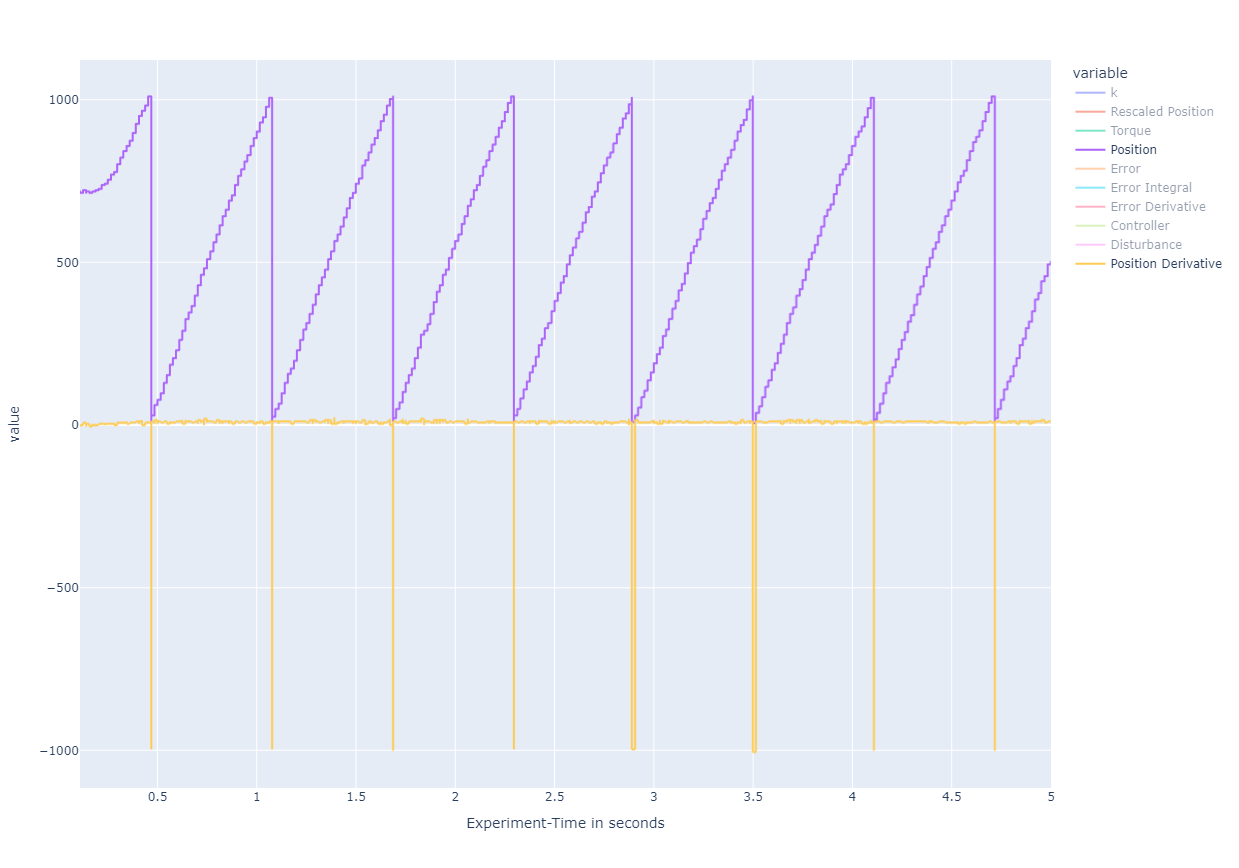 variable
k
Rescaled Position
Torque
Position
Error
Error Integral
Error Derivative
Controller
Disturbance
Position Derivative
value
1000
500
0
−500
−1000
0.5 1 1.5 2 2.5 3 3.5 4 4.5 5
Experiment-Time in seconds